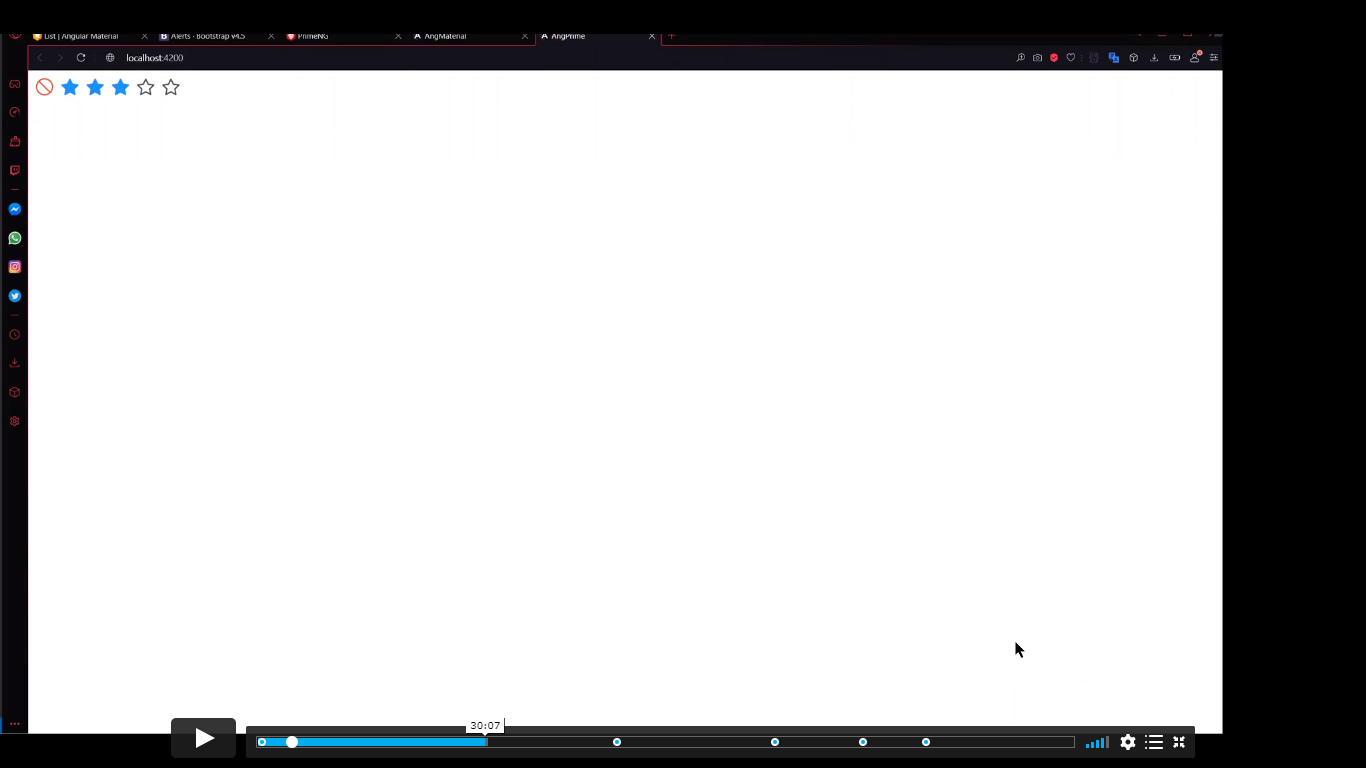 List | Angular Material
Alerts · Bootstrap v4.5
PrimeNG
AngMaterial
AngPrime
localhost:4200
30:07